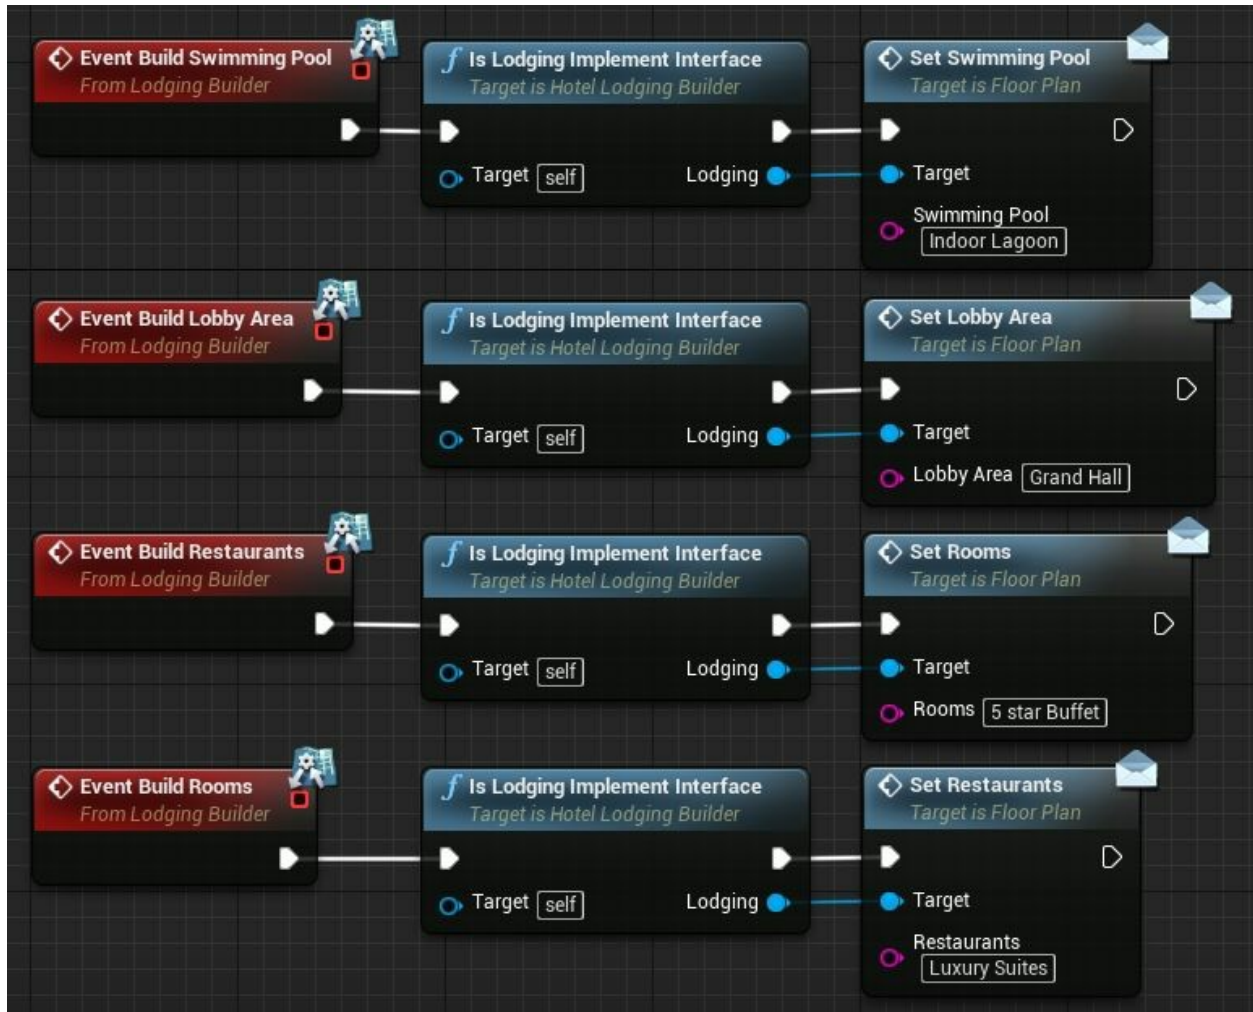 Event Build Swimming Pool
From Lodging Builder
Is Lodging Implement Interface
Target is Hotel Lodging Builder
Target self
Lodging
Set Swimming Pool
Target is Floor Plan
Target
Swimming Pool
Indoor Lagoon
Event Build Lobby Area
From Lodging Builder
Is Lodging Implement Interface
Target is Hotel Lodging Builder
Target self
Lodging
Set Lobby Area
Target is Floor Plan
Target
Lobby Area Grand Hall
Event Build Restaurants
From Lodging Builder
Is Lodging Implement Interface
Target is Hotel Lodging Builder
Target self
Lodging
Set Rooms
Target is Floor Plan
Target
Rooms 5 star Buffet
Event Build Rooms
From Lodging Builder
Is Lodging Implement Interface
Target is Hotel Lodging Builder
Target self
Lodging
Set Restaurants
Target is Floor Plan
Target
Restaurants
Luxury Suites